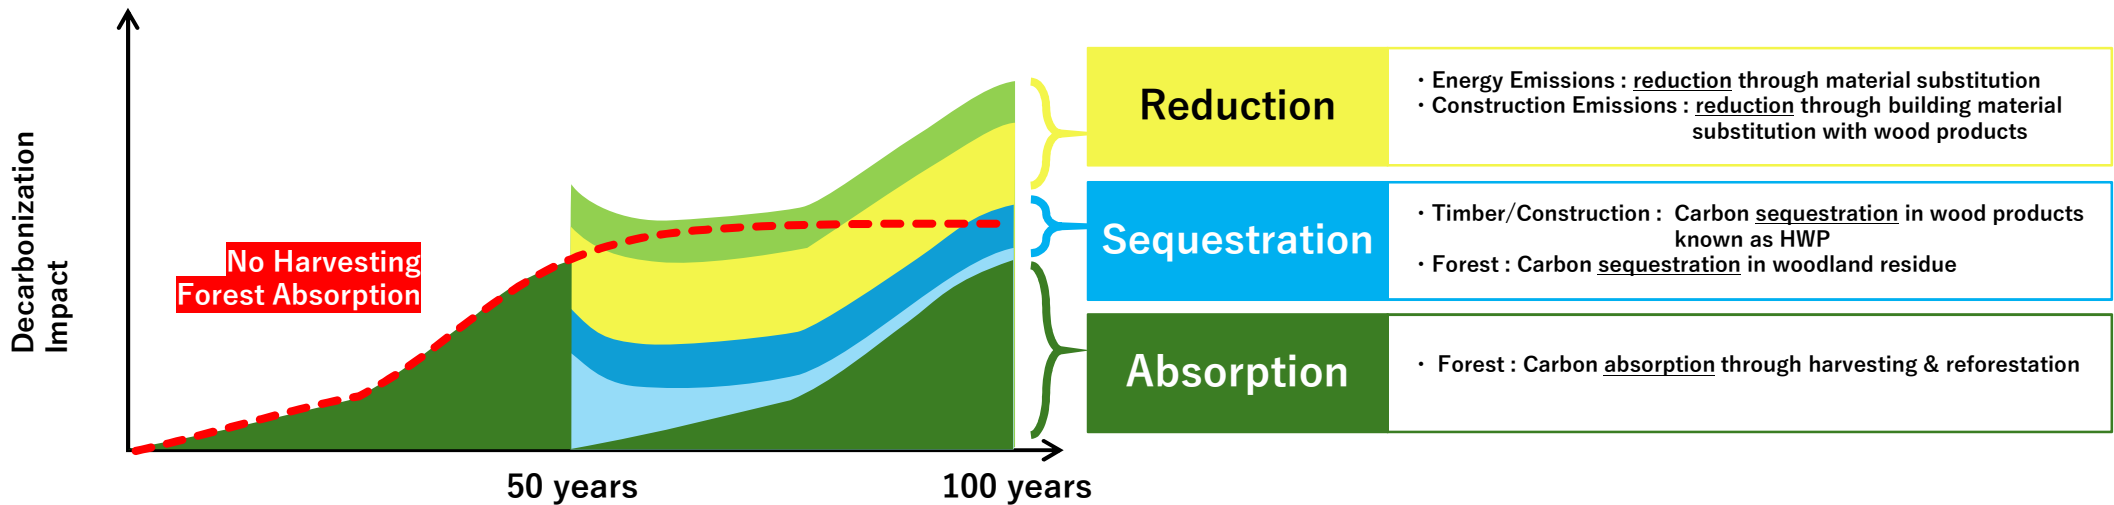 Decarbonization
Impact
No Harvesting
Forest Absorption
50 years
100 years
Reduction
・Energy Emissions : reduction through material substitution
・Construction Emissions : reduction through building material
substitution with wood products
Sequestration
・Timber/Construction : Carbon sequestration in wood products
known as HWP
・Forest : Carbon sequestration in woodland residue
Absorption
・ Forest : Carbon absorption through harvesting & reforestation